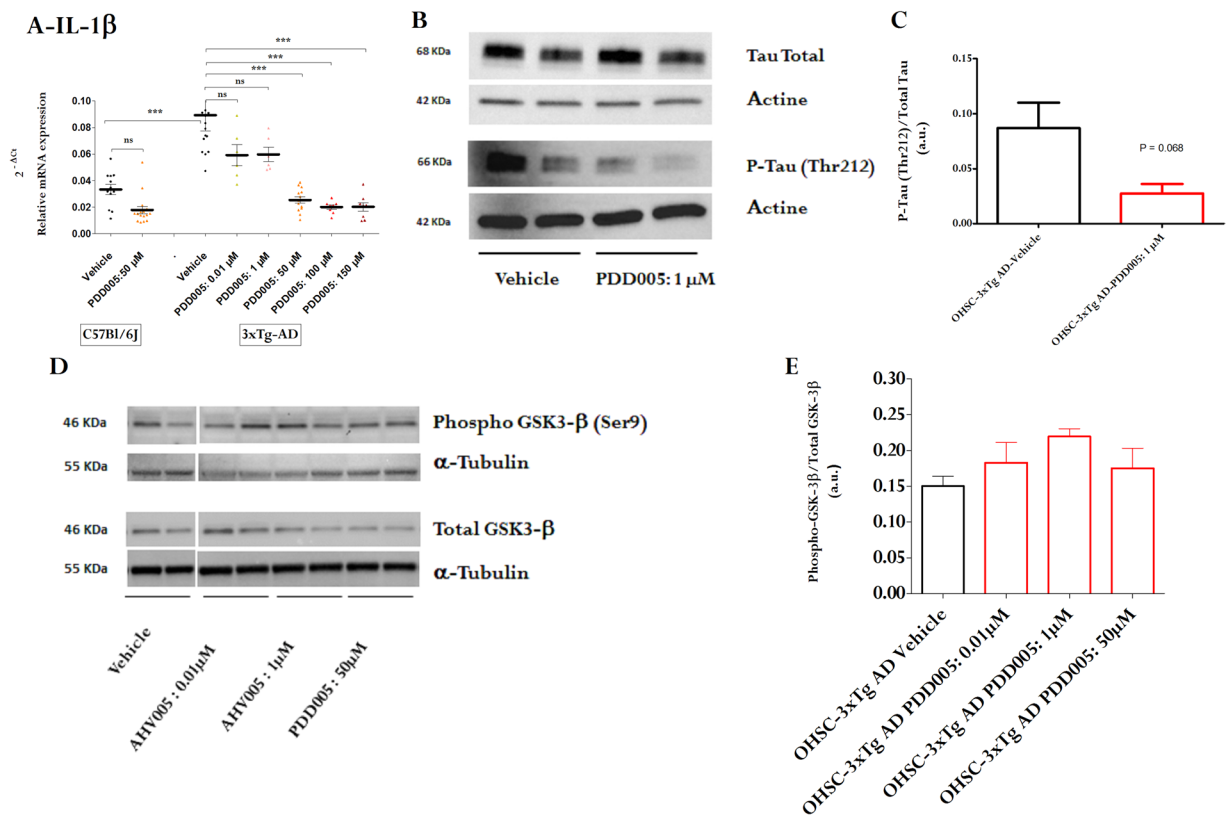 A-IL-1β
***
***
***
ns
ns
***
ns
2^-ΔCt
Relative mRNA expression
0.10
0.08
0.06
0.04
0.02
0.00
Vehicle
PDD005:50 µM
.
Vehicle
PDD005: 0.01 µM
PDD005: 1 µM
PDD005: 50 µM
PDD005: 100 µM
PDD005: 150 µM
C57Bl/6J
3xTg-AD
B
68 KDa
Tau Total
42 KDa
Actine
66 KDa
P-Tau (Thr212)
42 KDa
Actine
Vehicle
PDD005: 1 µM
C
P-Tau (Thr212)/Total Tau
(a.u.)
0.15
0.10
0.05
0.00
P = 0.068
OHSC-3xTg AD-Vehicle
OHSC-3xTg AD-PDD005: 1 µM
D
46 KDa
Phospho GSK3-β (Ser9)
55 KDa
α-Tubulin
46 KDa
Total GSK3-β
55 KDa
α-Tubulin
Vehicle
AHV005 : 0.01µM
AHV005 : 1µM
PDD005 : 50µM
E
Phospho-GSK-3β/Total GSK-3β
(a.u.)
0.30
0.25
0.20
0.15
0.10
0.05
0.00
OHSC-3xTg AD Vehicle
OHSC-3xTg AD PDD005: 0.01µM
OHSC-3xTg AD PDD005: 1µM
OHSC-3xTg AD PDD005: 50µM